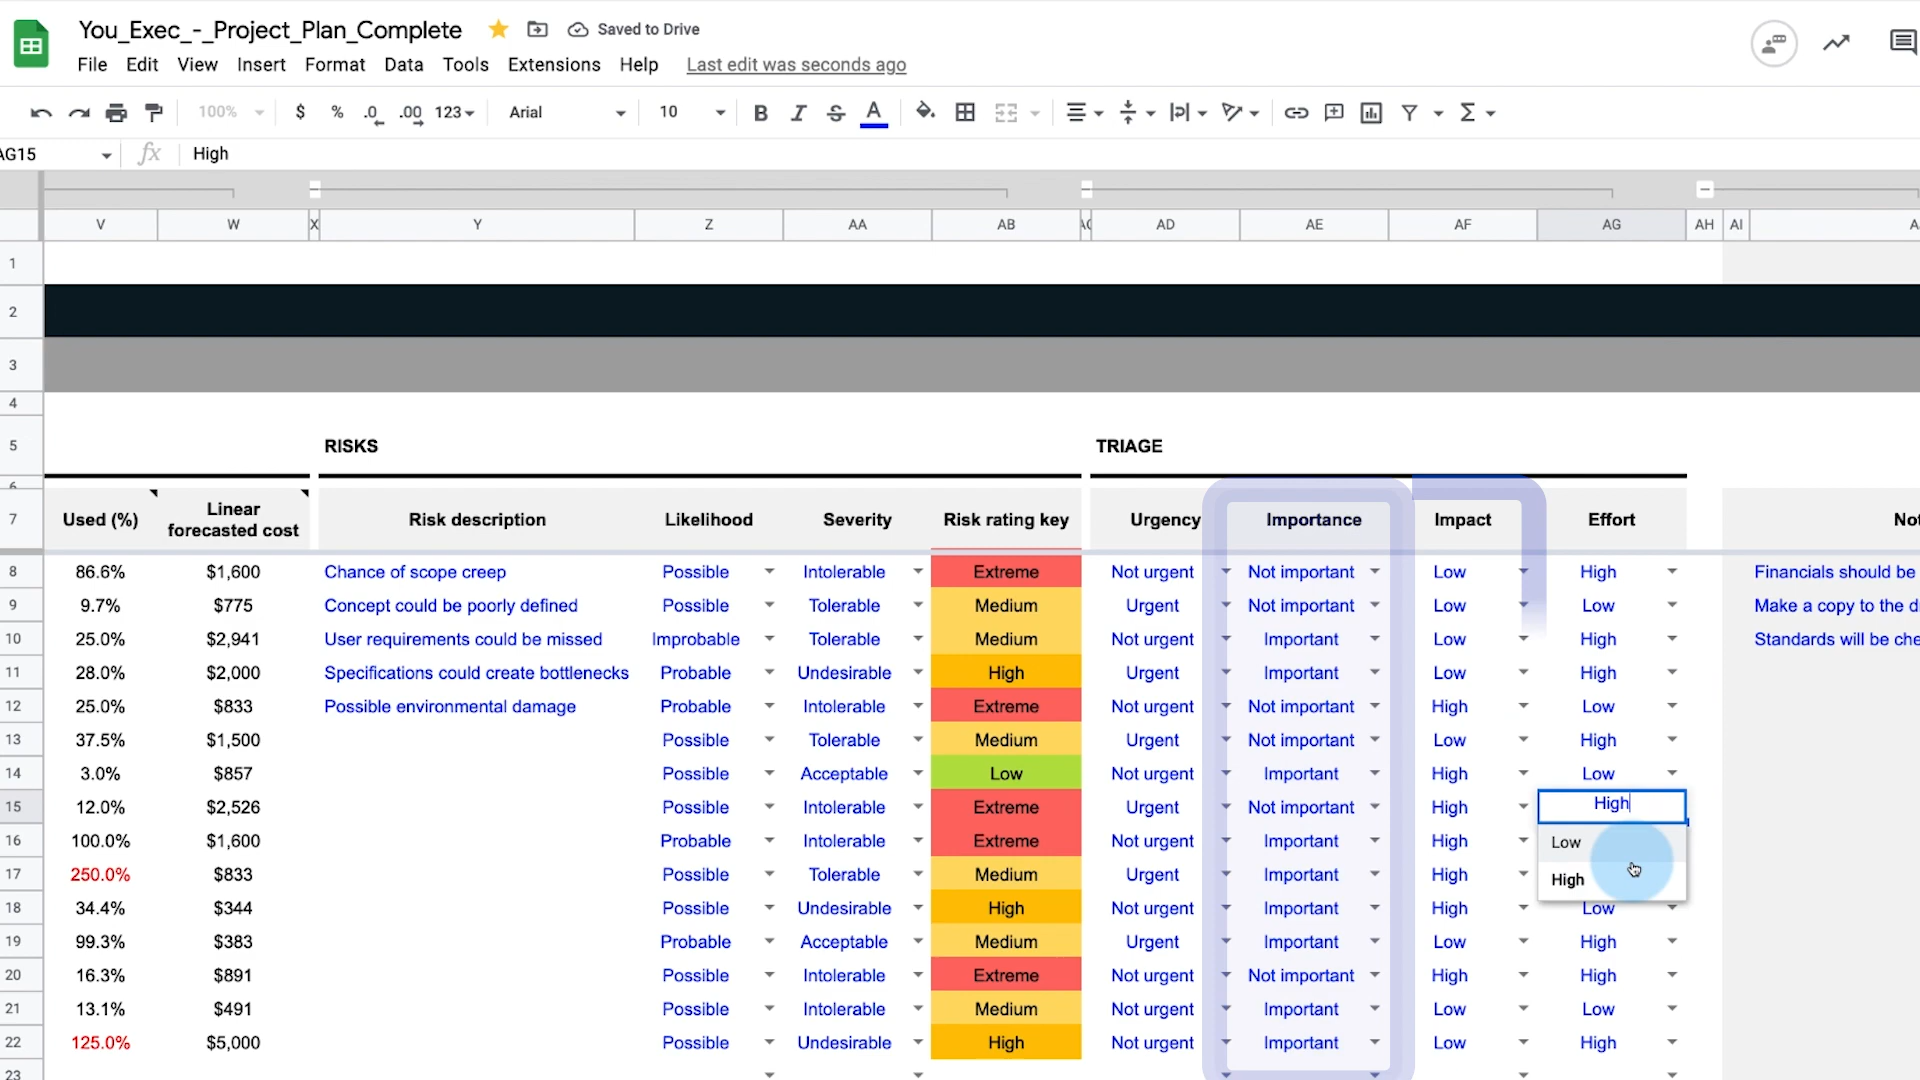 You_Exec_-_Project_Plan_Complete Saved to Drive
File Edit View Insert Format Data Tools Extensions Help Last edit was seconds ago
100% $ % .0 .00 123 Arial 10 B I S A
AG15 fx High
V W X Y Z AA AB AC AD AE AF AG AH AI
1
2
3
4
5 RISKS TRIAGE
6
7 Used (%) Linear forecasted cost Risk description Likelihood Severity Risk rating key Urgency Importance Impact Effort
8 86.6% $1,600 Chance of scope creep Possible Intolerable Extreme Not urgent Not important Low High Financials should be
9 9.7% $775 Concept could be poorly defined Possible Tolerable Medium Urgent Not important Low Low Make a copy to the
10 25.0% $2,941 User requirements could be missed Improbable Tolerable Medium Not urgent Important Low High Standards will be
11 28.0% $2,000 Specifications could create bottlenecks Probable Undesirable High Urgent Important Low High
12 25.0% $833 Possible environmental damage Probable Intolerable Extreme Not urgent Not important High Low
13 37.5% $1,500 Possible Tolerable Medium Urgent Not important Low High
14 3.0% $857 Possible Acceptable Low Not urgent Important High Low
15 12.0% $2,526 Possible Intolerable Extreme Urgent Not important High High
16 100.0% $1,600 Probable Intolerable Extreme Not urgent Important High Low
17 250.0% $833 Possible Tolerable Medium Urgent Important High High
18 34.4% $344 Possible Undesirable High Not urgent Important High Low
19 99.3% $383 Probable Acceptable Medium Urgent Important Low High
20 16.3% $891 Possible Intolerable Extreme Not urgent Not important High High
21 13.1% $491 Possible Intolerable Medium Not urgent Important Low Low
22 125.0% $5,000 Possible Undesirable High Not urgent Important Low High
23